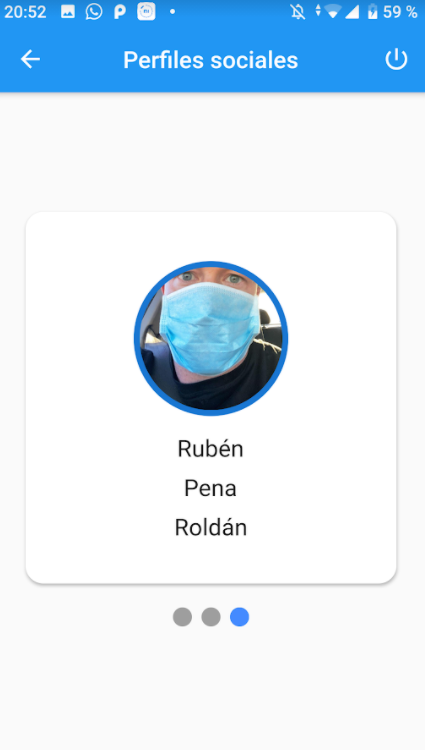 20:52 59 %
Perfiles sociales
Rubén
Pena
Roldán